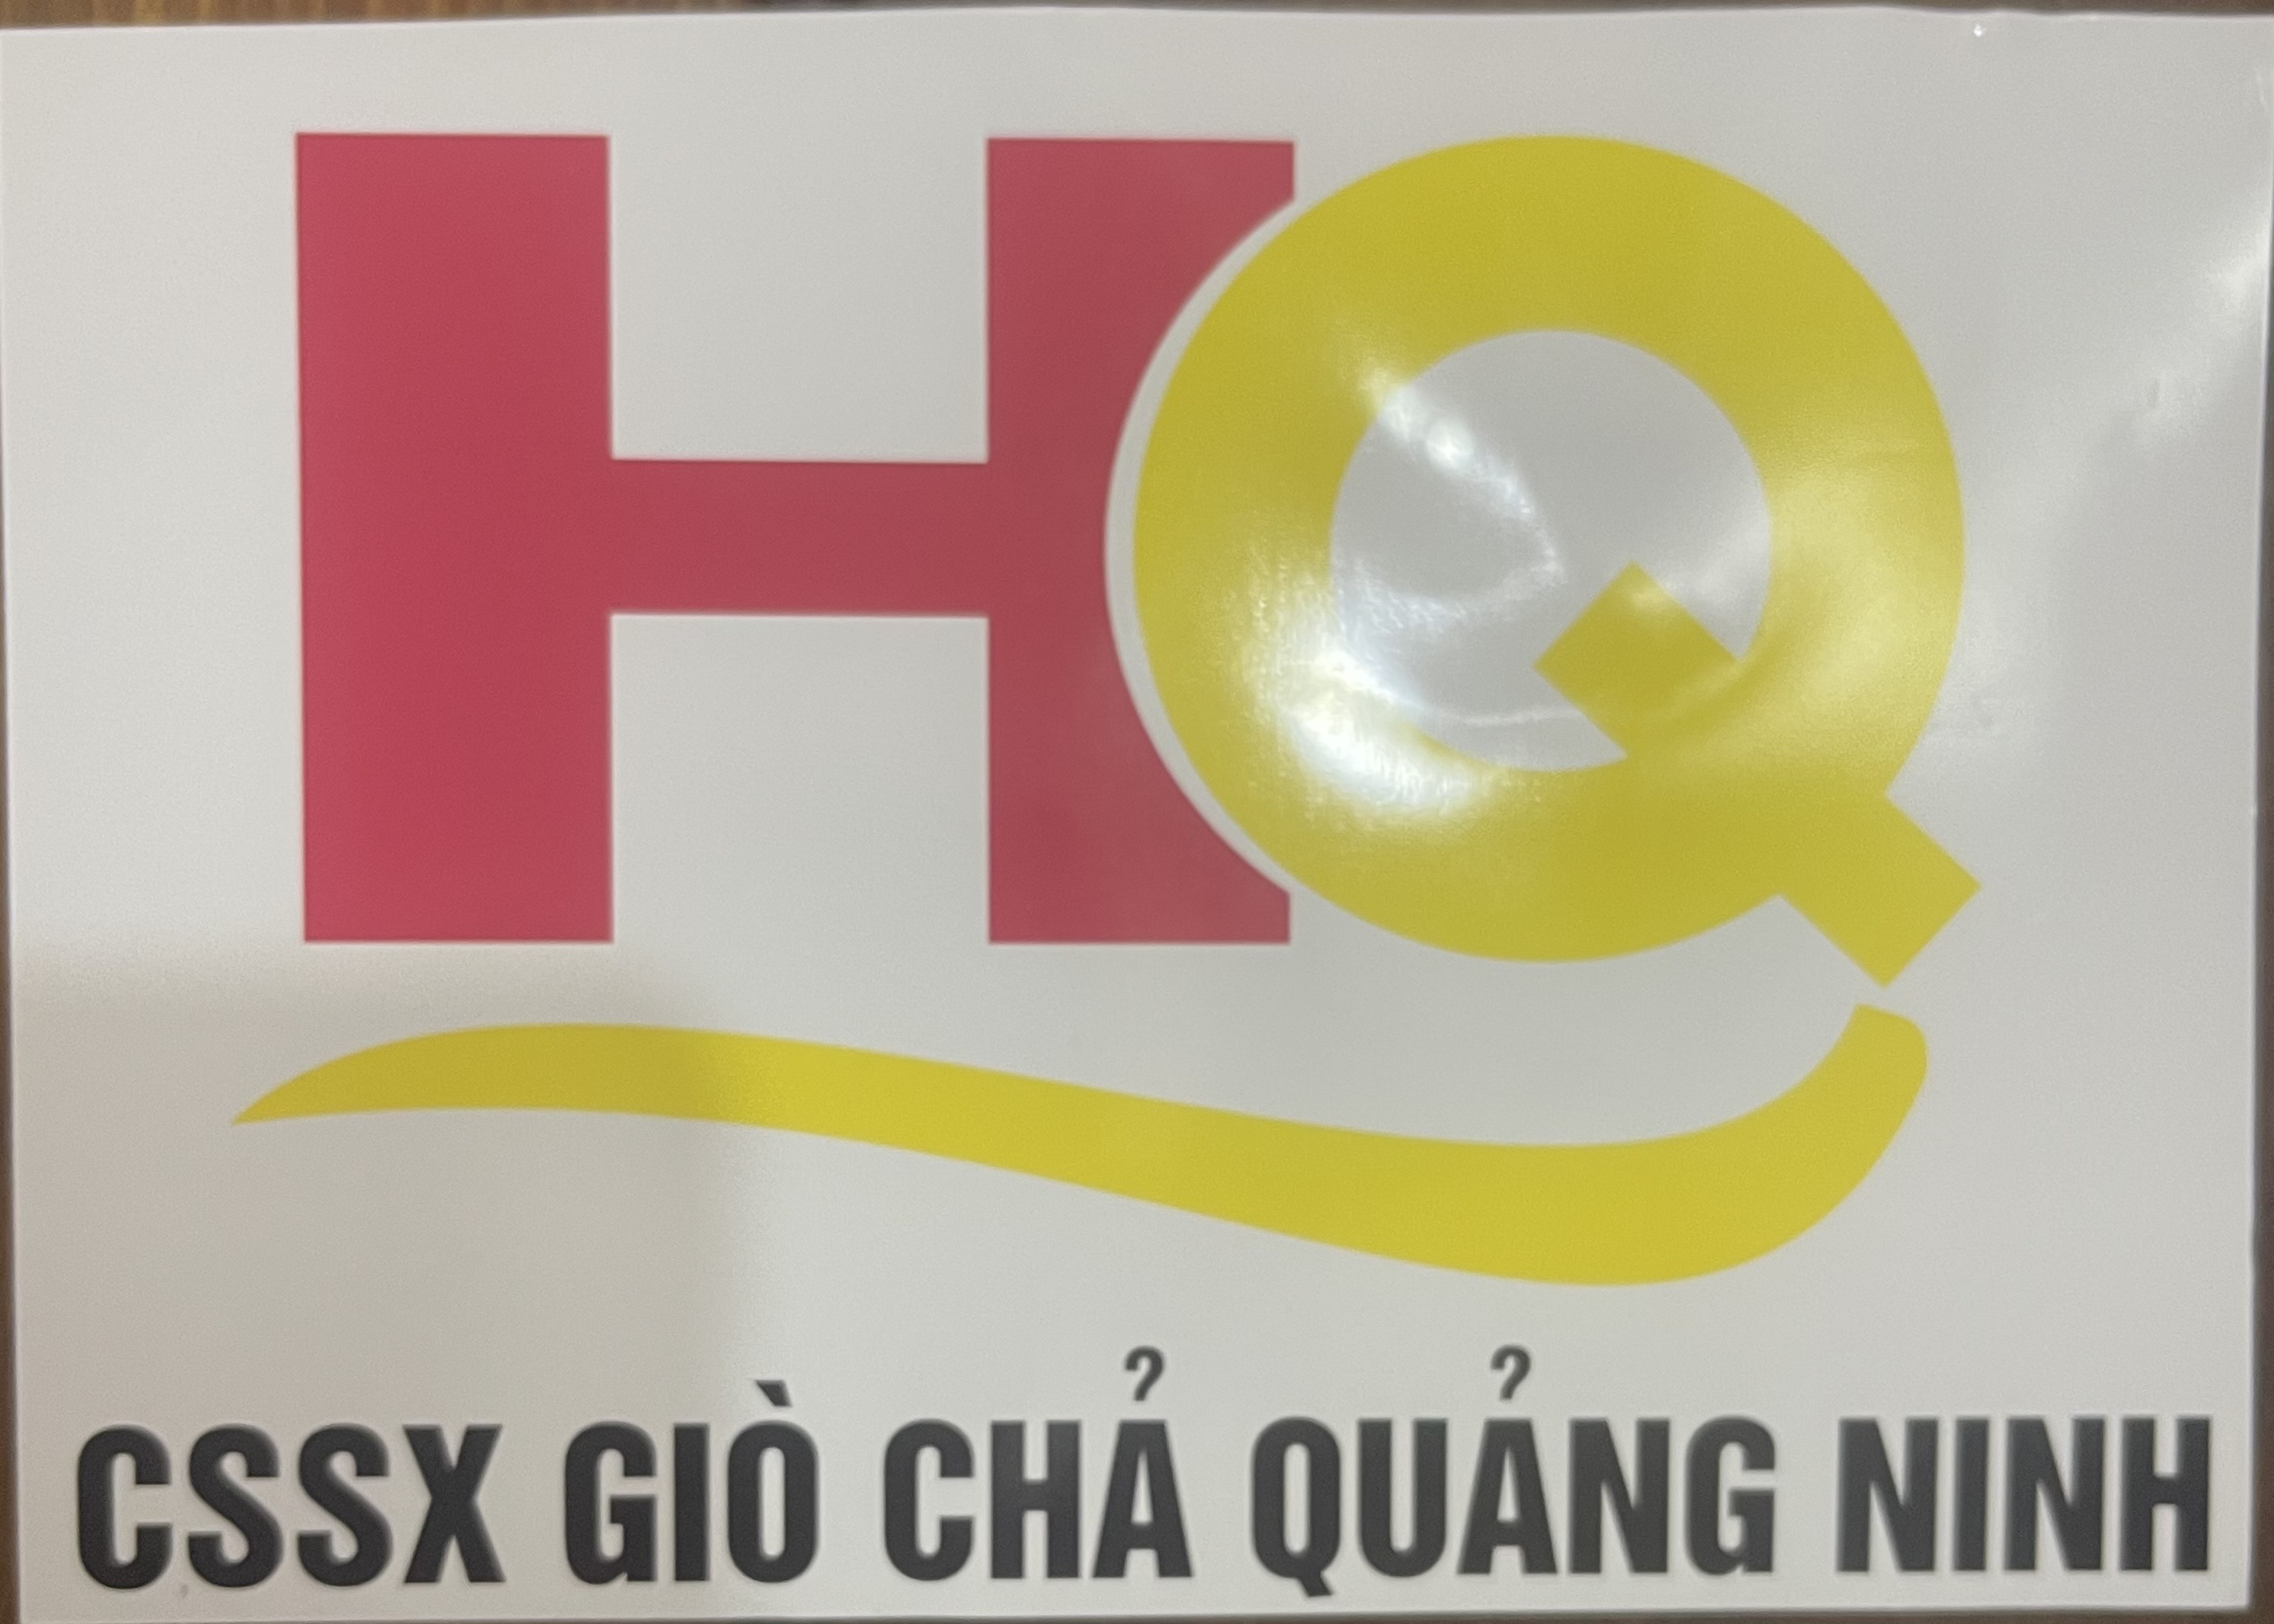 HQ
CSSX GIÒ CHẢ QUẢNG NINH